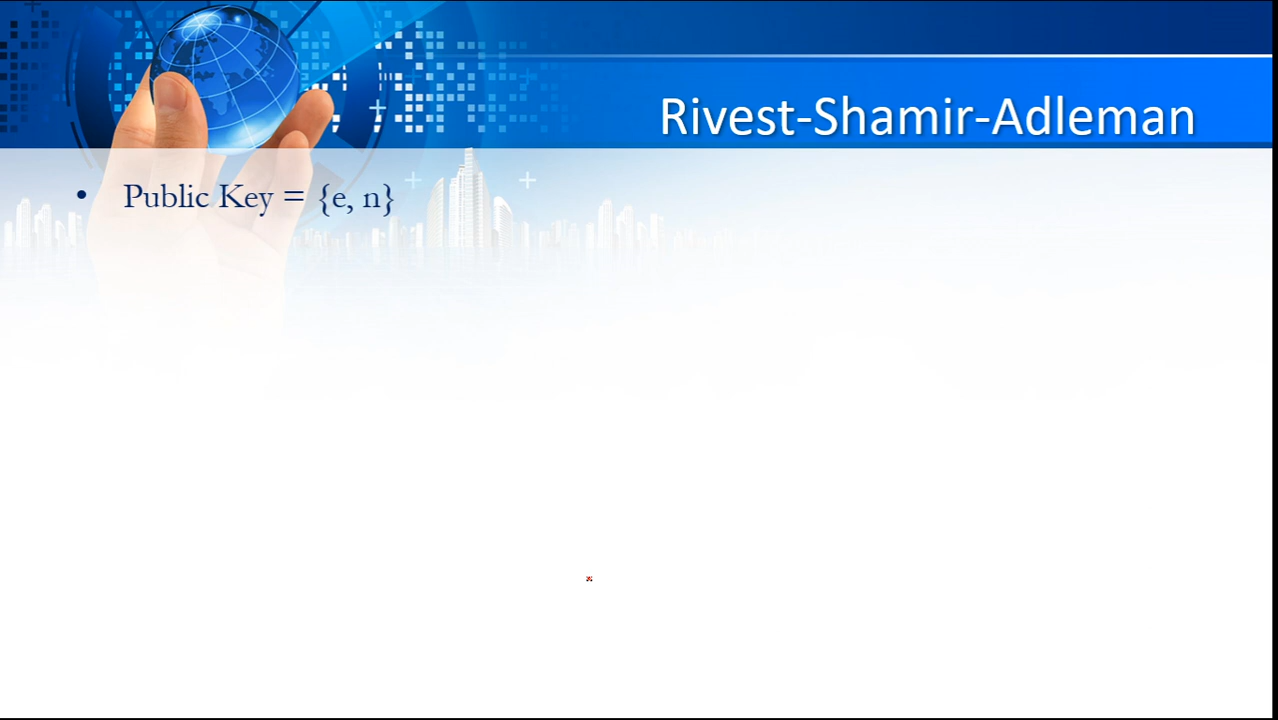 Rivest-Shamir-Adleman
• Public Key = {e, n}